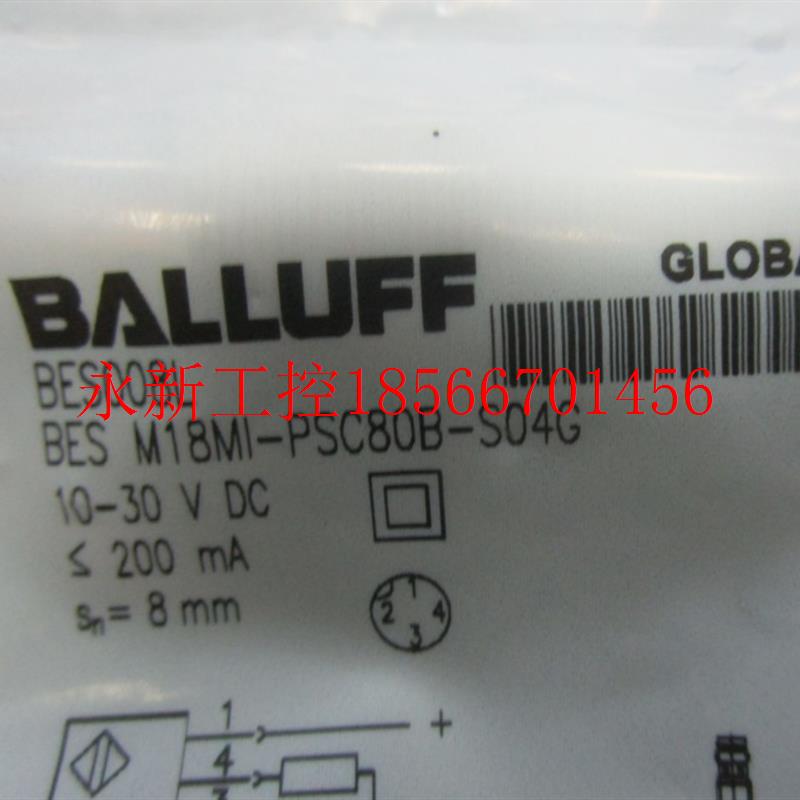 BALLUFF
GLOBA
永新工控18566701456
BES M18MI-PSC80B-S04G
10-30 V DC
≤ 200 mA
sn= 8 mm
1
2 4
3
1 +
4
3